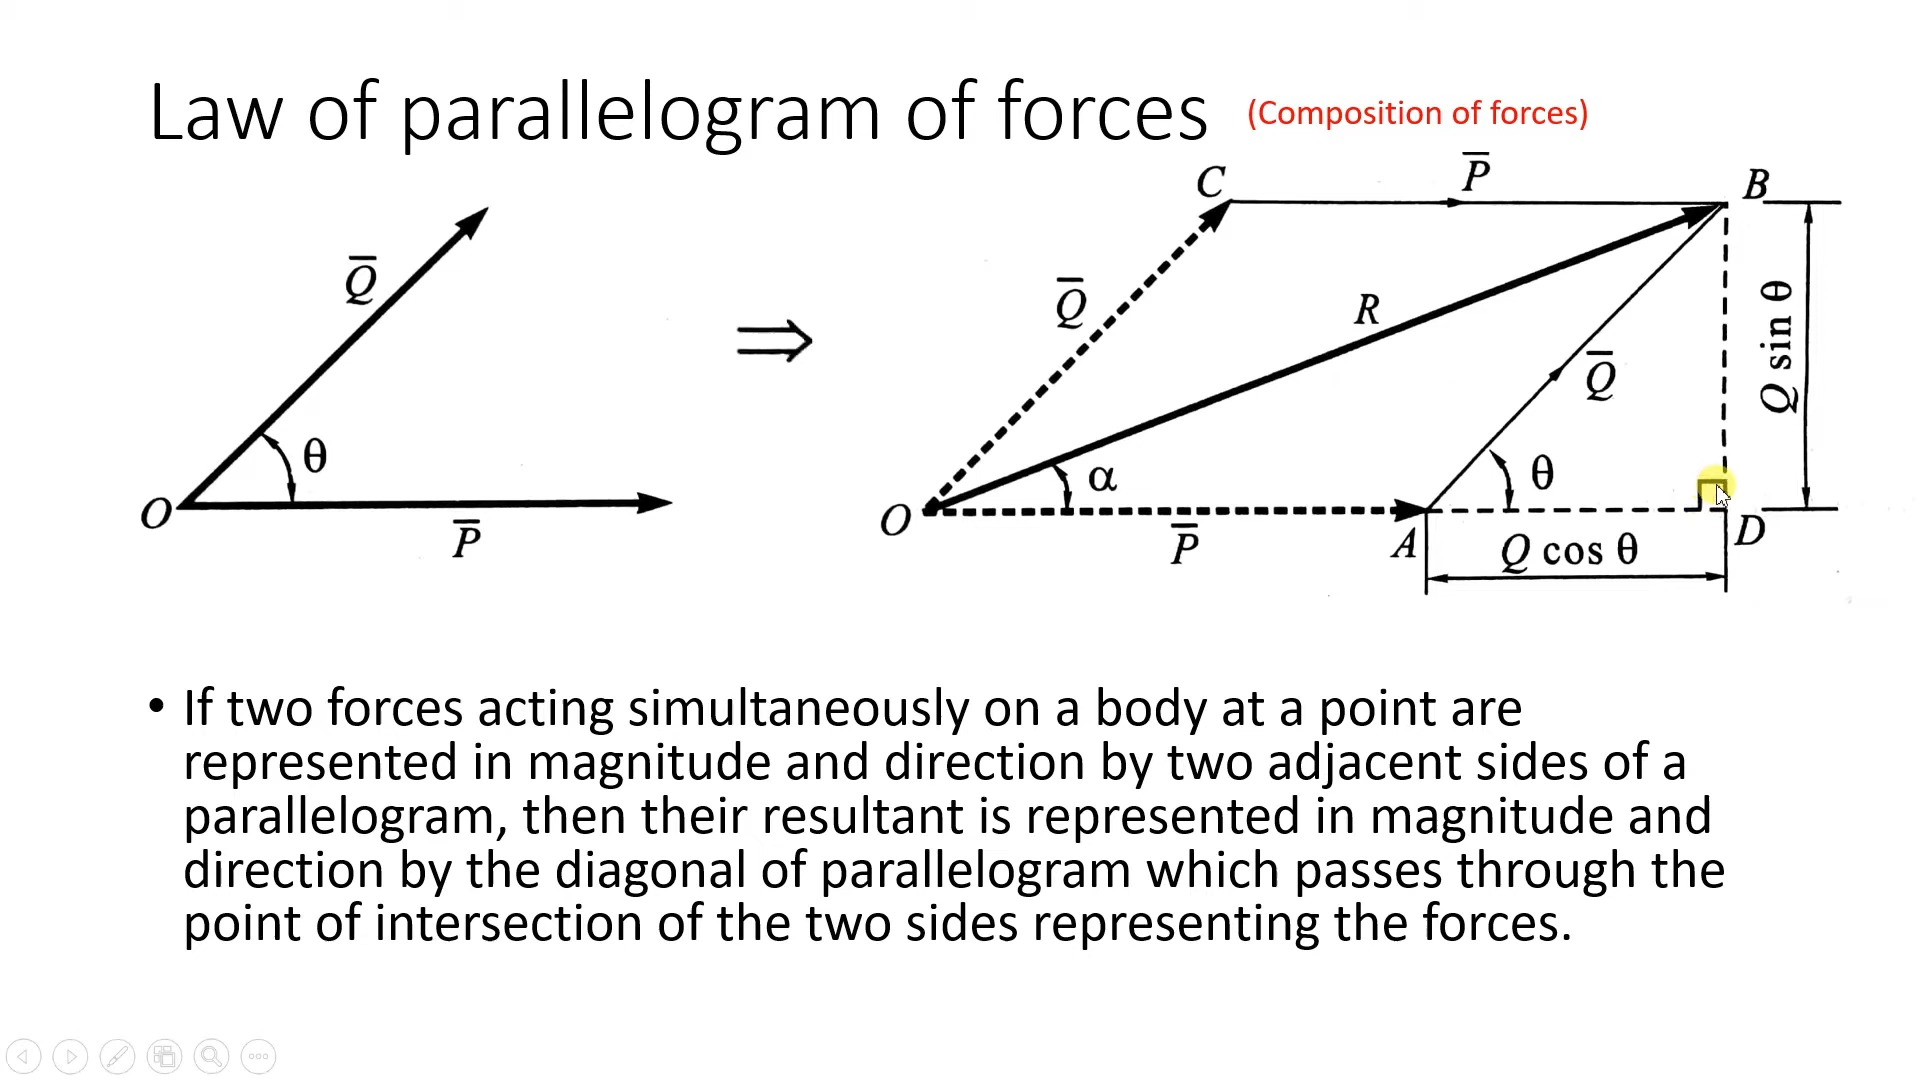 Law of parallelogram of forces (Composition of forces)
Q̅
θ
O
P̅
⇒
C
P̅
B
Q̅
R
Q̅
Q sin θ
α
θ
O
P̅
A
Q cos θ
D
• If two forces acting simultaneously on a body at a point are
represented in magnitude and direction by two adjacent sides of a
parallelogram, then their resultant is represented in magnitude and
direction by the diagonal of parallelogram which passes through the
point of intersection of the two sides representing the forces.